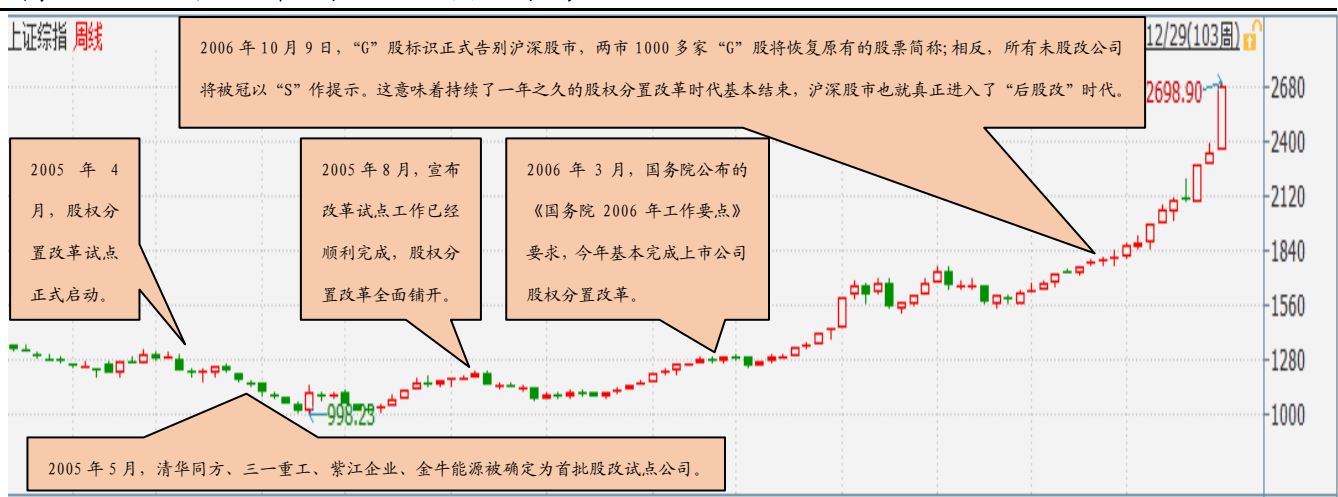 上证综指 周线
12/29(103周)
2006 年 10 月 9 日，“G”股标识正式告别沪深股市，两市 1000 多家“G”股将恢复原有的股票简称；相反，所有未股改公司
将被冠以“S”作提示。这意味着持续了一年之久的股权分置改革时代基本结束，沪深股市也就真正进入了“后股改”时代。
2698.90
2680
2400
2120
1840
1560
1280
1000
2005 年 4
月，股权分
置改革试点
正式启动。
2005 年 8 月，宣布
改革试点工作已经
顺利完成，股权分
置改革全面铺开。
2006 年 3 月，国务院公布的
《国务院 2006 年工作要点》
要求，今年基本完成上市公司
股权分置改革。
998.23
2005 年 5 月，清华同方、三一重工、紫江企业、金牛能源被确定为首批股改试点公司。